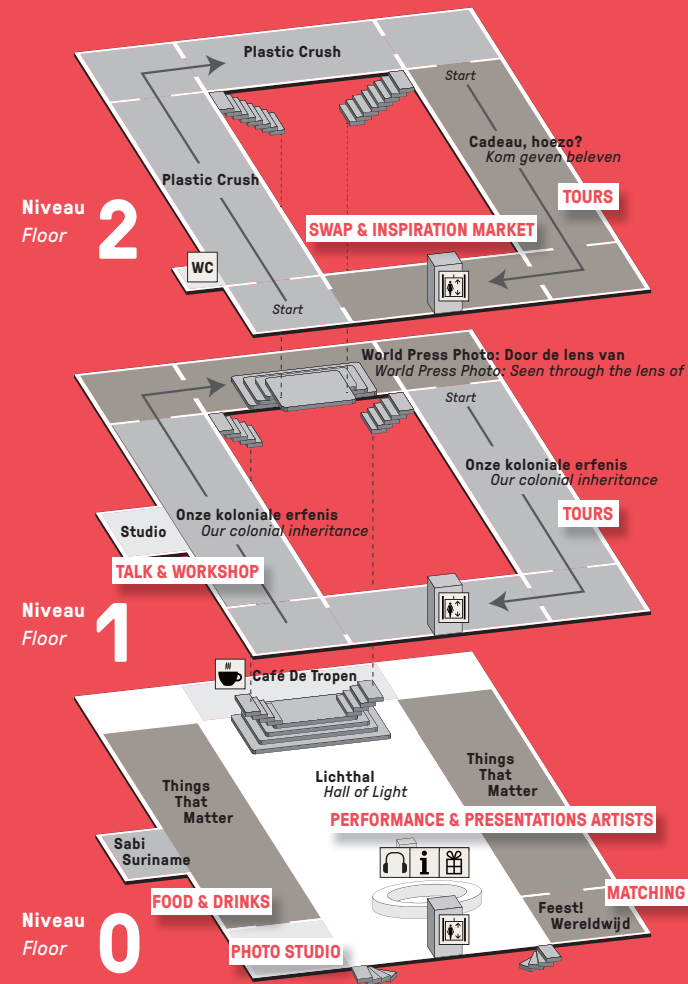 Plastic Crush
Start
Cadeau, hoezo?
Kom geven beleven
Plastic Crush
TOURS
Niveau
Floor
2
SWAP & INSPIRATION MARKET
WC
Start
World Press Photo: Door de lens van
World Press Photo: Seen through the lens of
Start
Onze koloniale erfenis
Our colonial inheritance
Onze koloniale erfenis
Our colonial inheritance
TOURS
Studio
TALK & WORKSHOP
Niveau
Floor
1
Café De Tropen
Things
That
Matter
Lichthal
Hall of Light
Things
That
Matter
PERFORMANCE & PRESENTATIONS ARTISTS
Sabi
Suriname
i
FOOD & DRINKS
MATCHING
Feest!
Wereldwijd
Niveau
Floor
0
PHOTO STUDIO